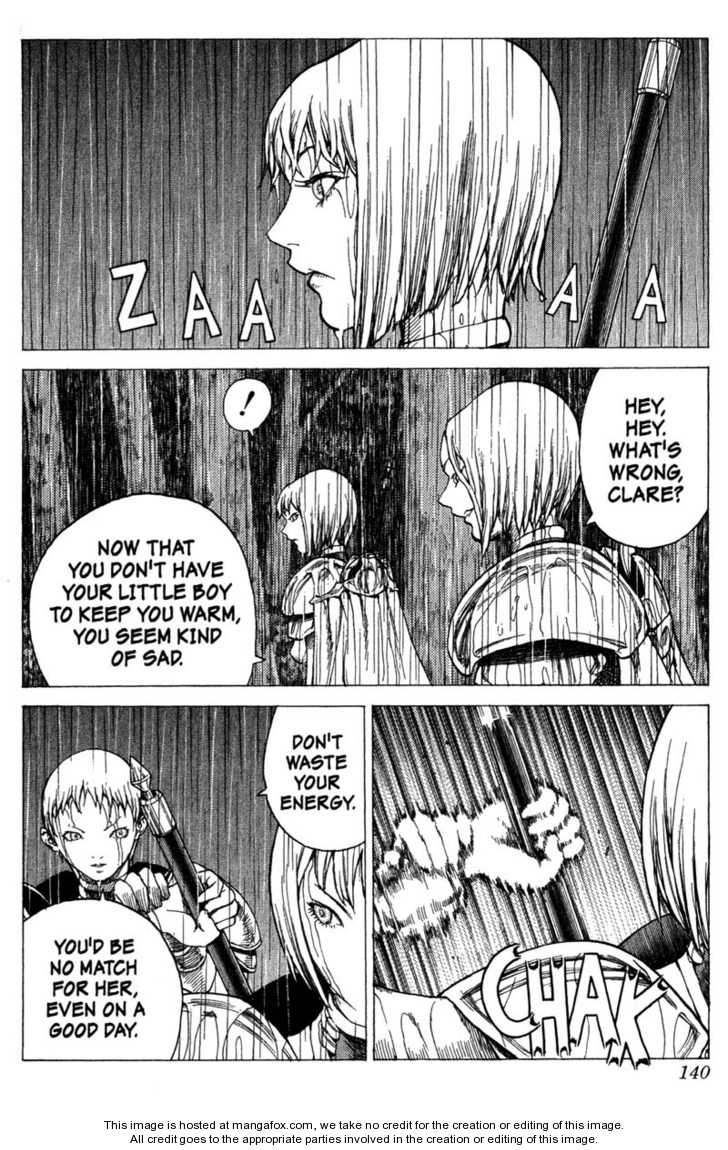 ZAA AA
HEY,
HEY.
WHAT'S
WRONG,
CLARE?
!
NOW THAT
YOU DON'T HAVE
YOUR LITTLE BOY
TO KEEP YOU WARM,
YOU SEEM KIND
OF SAD.
DON'T
WASTE
YOUR
ENERGY.
YOU'D BE
NO MATCH
FOR HER,
EVEN ON A
GOOD DAY.
CHAK
140
This image is hosted at mangafox.com, we take no credit for the creation or editing of this image.
All credit goes to the appropriate parties involved in the creation or editing of this image.